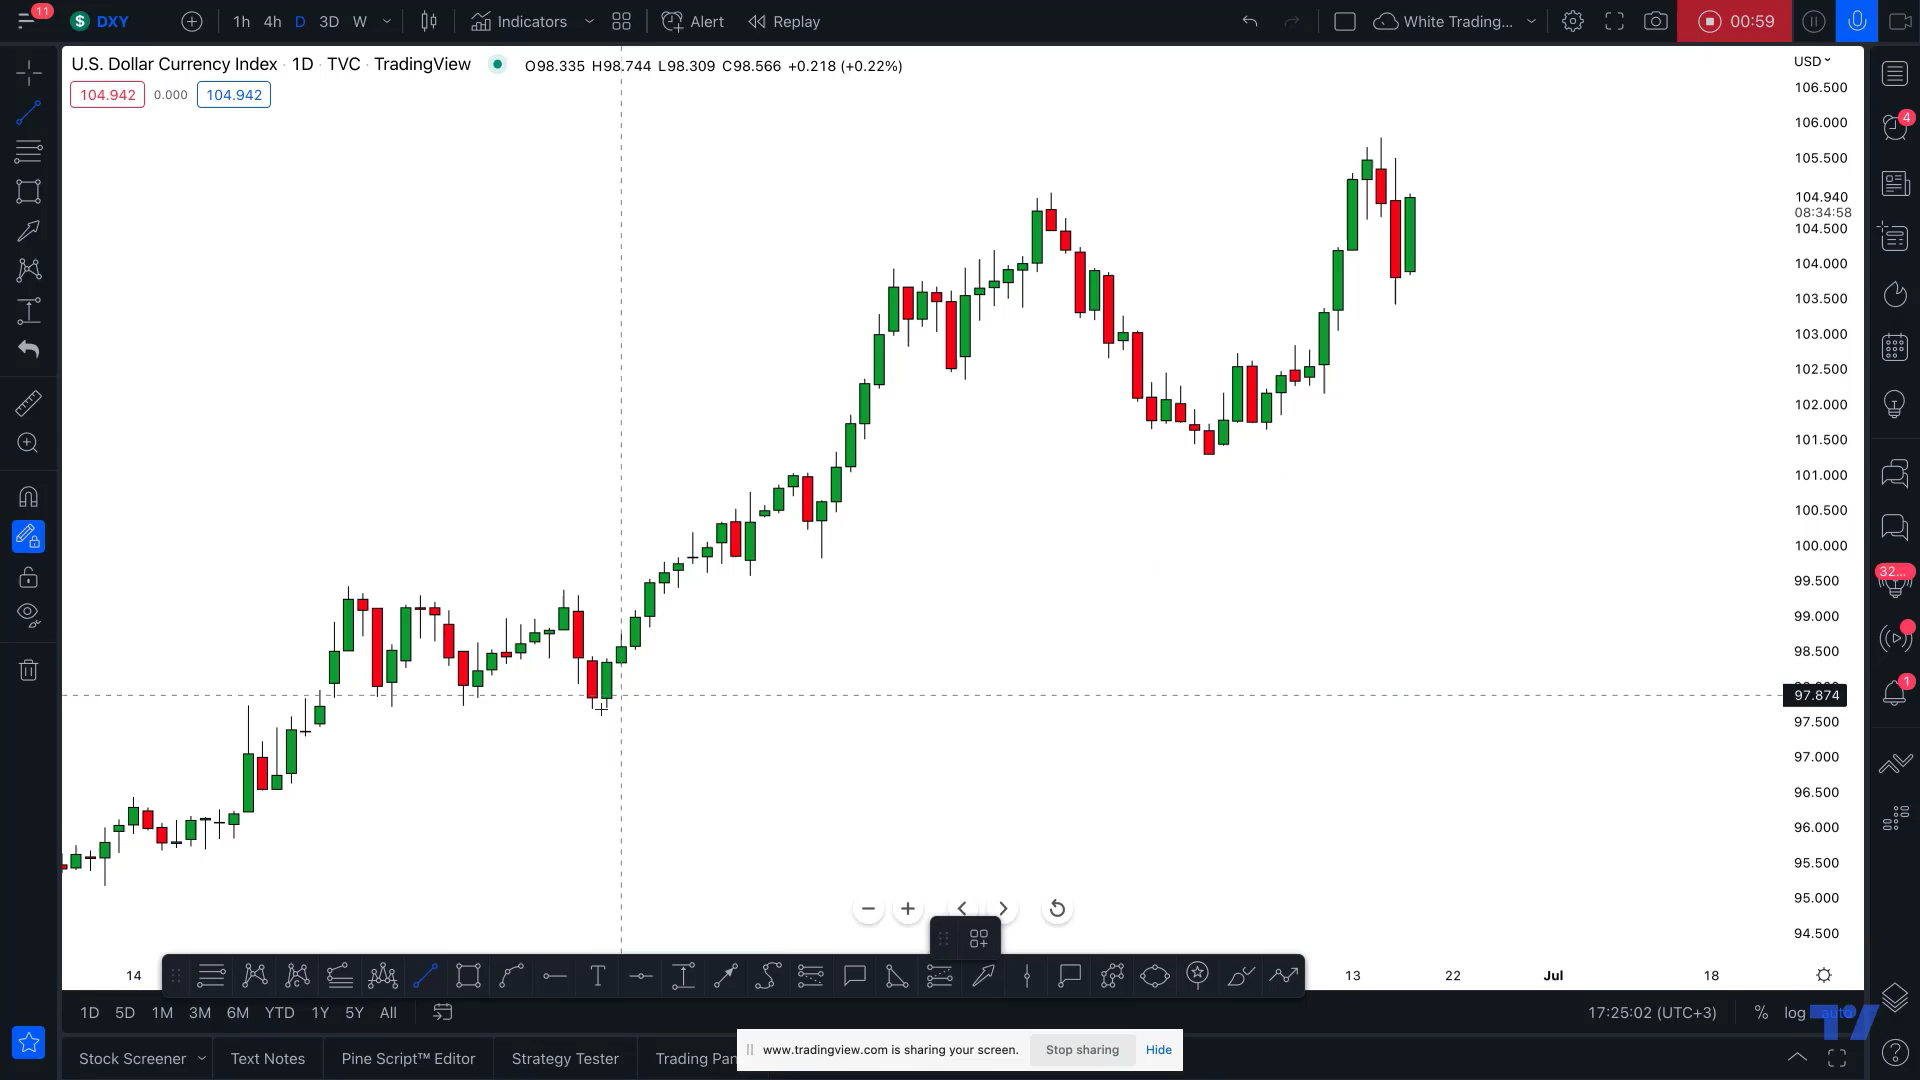 11
$ DXY
1h 4h D 3D W
Indicators
Alert
Replay
White Trading...
00:59
U.S. Dollar Currency Index · 1D · TVC · TradingView
O98.335 H98.744 L98.309 C98.566 +0.218 (+0.22%)
104.942 0.000 104.942
USD
106.500
106.000
105.500
104.940
08:34:58
104.500
104.000
103.500
103.000
102.500
102.000
101.500
101.000
100.500
100.000
99.500
99.000
98.500
97.874
97.500
97.000
96.500
96.000
95.500
95.000
94.500
4
32...
1
14
T
13 22 Jul 18
1D 5D 1M 3M 6M YTD 1Y 5Y All
17:25:02 (UTC+3) % log auto
Stock Screener
Text Notes
Pine Script™ Editor
Strategy Tester
Trading Pan
www.tradingview.com is sharing your screen.
Stop sharing
Hide